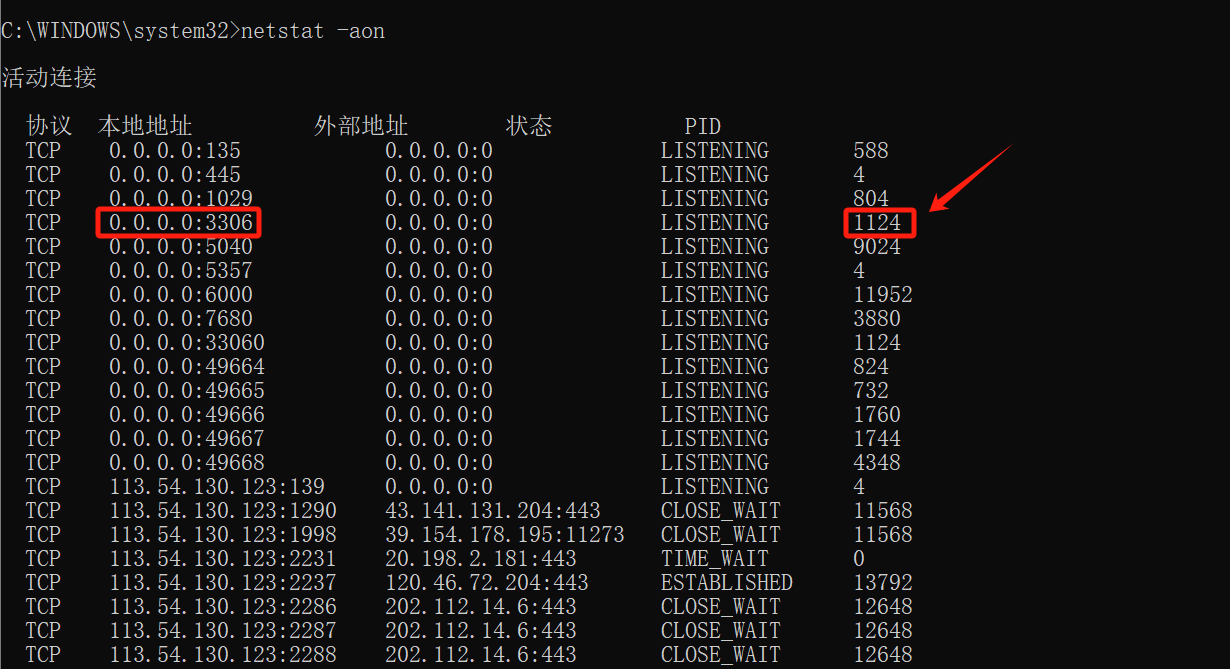 C:\WINDOWS\system32>netstat -aon
活动连接
协议 本地地址 外部地址 状态 PID
TCP 0.0.0.0:135 0.0.0.0:0 LISTENING 588
TCP 0.0.0.0:445 0.0.0.0:0 LISTENING 4
TCP 0.0.0.0:1029 0.0.0.0:0 LISTENING 804
TCP 0.0.0.0:3306 0.0.0.0:0 LISTENING 1124
TCP 0.0.0.0:5040 0.0.0.0:0 LISTENING 9024
TCP 0.0.0.0:5357 0.0.0.0:0 LISTENING 4
TCP 0.0.0.0:6000 0.0.0.0:0 LISTENING 11952
TCP 0.0.0.0:7680 0.0.0.0:0 LISTENING 3880
TCP 0.0.0.0:33060 0.0.0.0:0 LISTENING 1124
TCP 0.0.0.0:49664 0.0.0.0:0 LISTENING 824
TCP 0.0.0.0:49665 0.0.0.0:0 LISTENING 732
TCP 0.0.0.0:49666 0.0.0.0:0 LISTENING 1760
TCP 0.0.0.0:49667 0.0.0.0:0 LISTENING 1744
TCP 0.0.0.0:49668 0.0.0.0:0 LISTENING 4348
TCP 113.54.130.123:139 0.0.0.0:0 LISTENING 4
TCP 113.54.130.123:1290 43.141.131.204:443 CLOSE_WAIT 11568
TCP 113.54.130.123:1998 39.154.178.195:11273 CLOSE_WAIT 11568
TCP 113.54.130.123:2231 20.198.2.181:443 TIME_WAIT 0
TCP 113.54.130.123:2237 120.46.72.204:443 ESTABLISHED 13792
TCP 113.54.130.123:2286 202.112.14.6:443 CLOSE_WAIT 12648
TCP 113.54.130.123:2287 202.112.14.6:443 CLOSE_WAIT 12648
TCP 113.54.130.123:2288 202.112.14.6:443 CLOSE_WAIT 12648